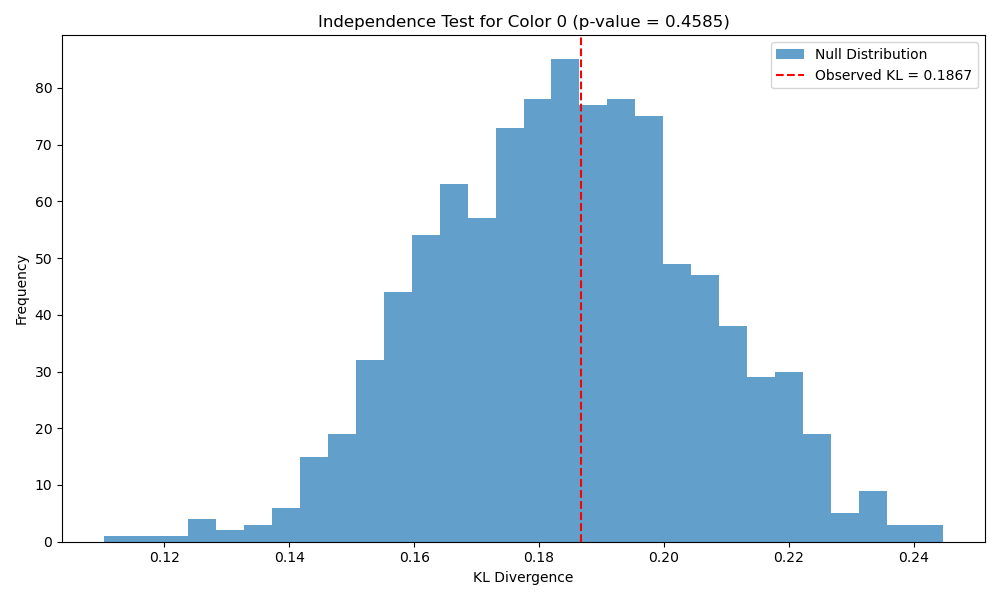 Independence Test for Color 0 (p-value = 0.4585)
Null Distribution
Observed KL = 0.1867
Frequency
80
70
60
50
40
30
20
10
0
0.12 0.14 0.16 0.18 0.20 0.22 0.24
KL Divergence